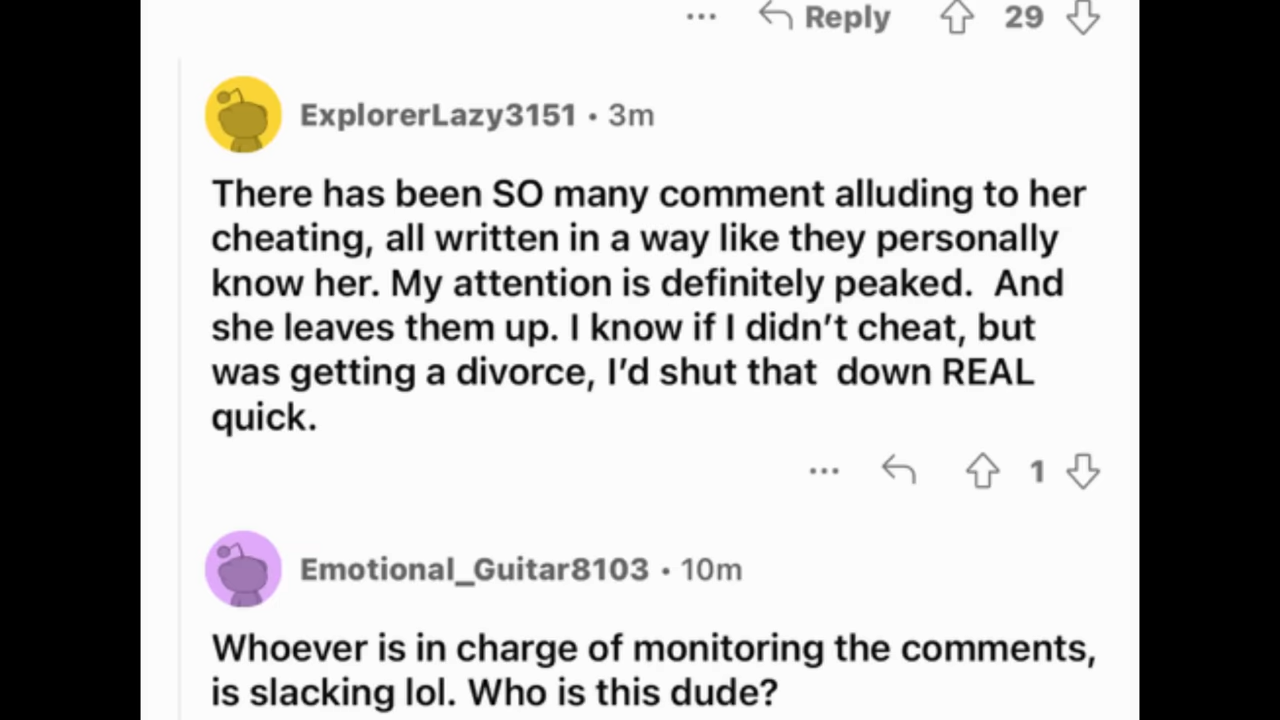 ... Reply 29
ExplorerLazy3151 • 3m
There has been SO many comment alluding to her
cheating, all written in a way like they personally
know her. My attention is definitely peaked.  And
she leaves them up. I know if I didn’t cheat, but
was getting a divorce, I’d shut that  down REAL
quick.
... 1
Emotional_Guitar8103 • 10m
Whoever is in charge of monitoring the comments,
is slacking lol. Who is this dude?